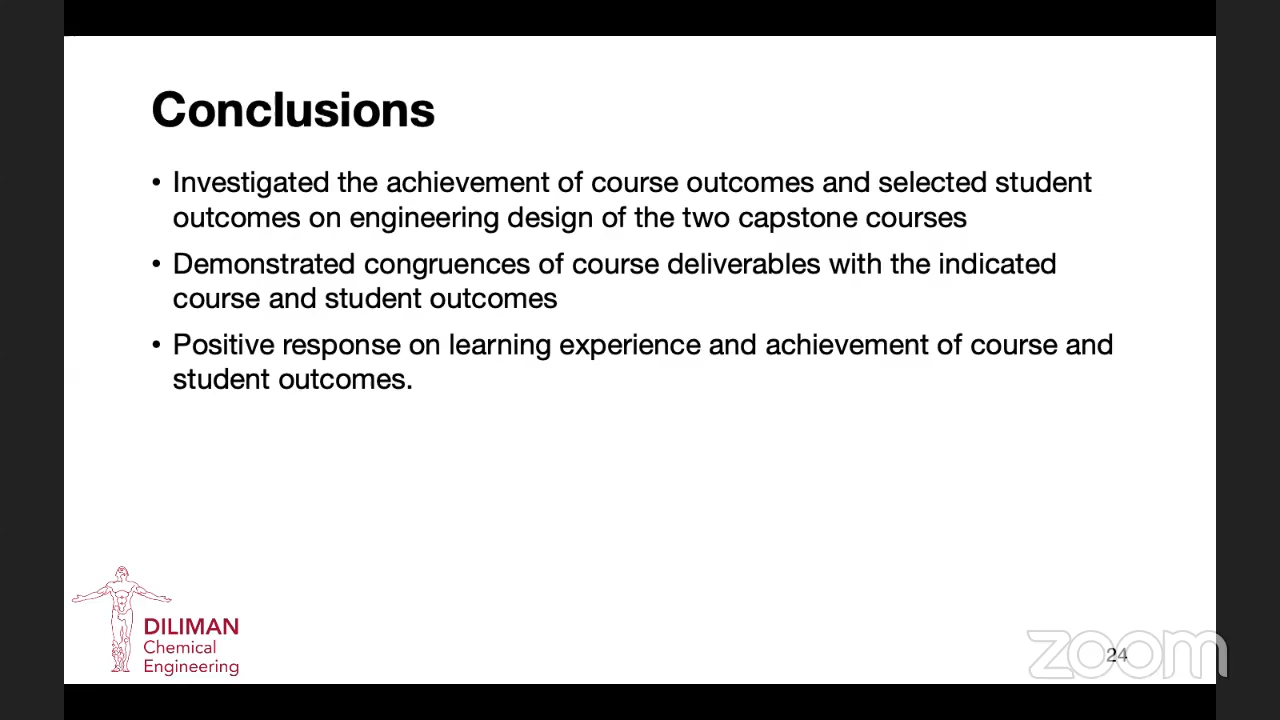 Conclusions
• Investigated the achievement of course outcomes and selected student
outcomes on engineering design of the two capstone courses
• Demonstrated congruences of course deliverables with the indicated
course and student outcomes
• Positive response on learning experience and achievement of course and
student outcomes.
DILIMAN
Chemical
Engineering
24
zoom